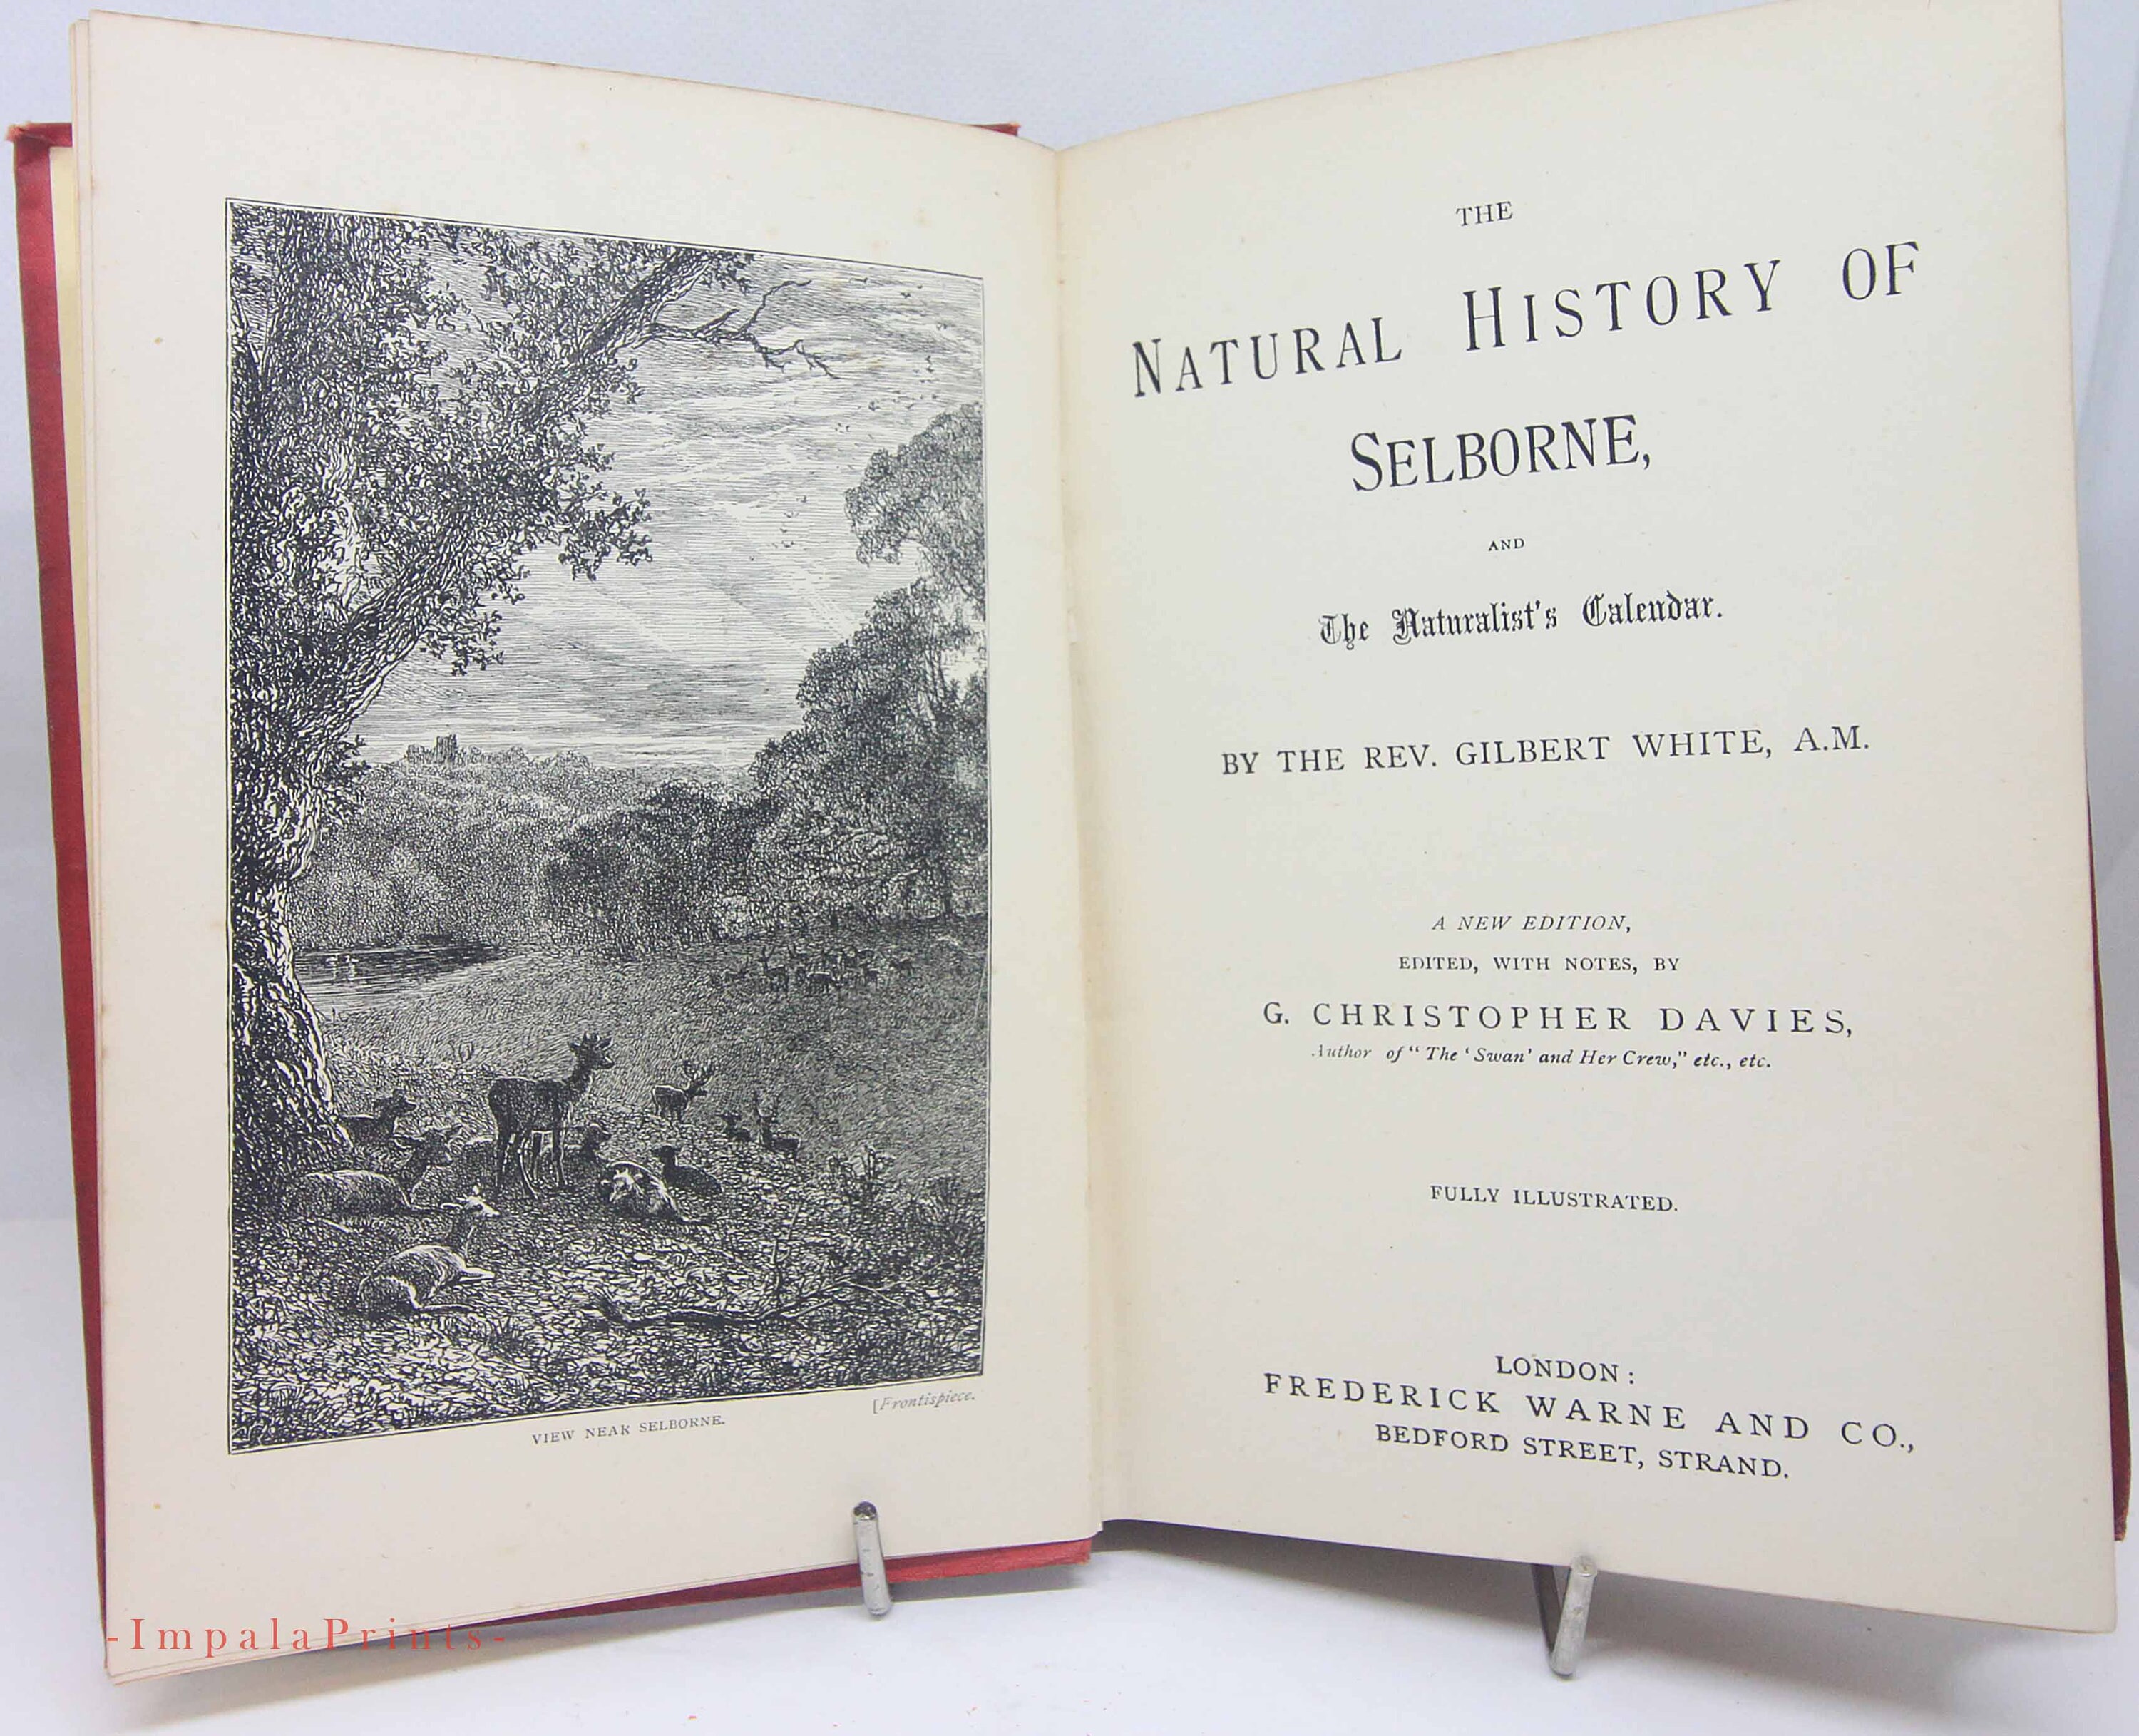 VIEW NEAR SELBORNE.
[Frontispiece.
THE
NATURAL HISTORY OF
SELBORNE,
AND
The Naturalist's Calendar.
BY THE REV. GILBERT WHITE, A.M.
A NEW EDITION,
EDITED, WITH NOTES, BY
G. CHRISTOPHER DAVIES,
Author of "The 'Swan' and Her Crew," etc., etc.
FULLY ILLUSTRATED.
LONDON:
FREDERICK WARNE AND CO.,
BEDFORD STREET, STRAND.
-ImpalaPrints-